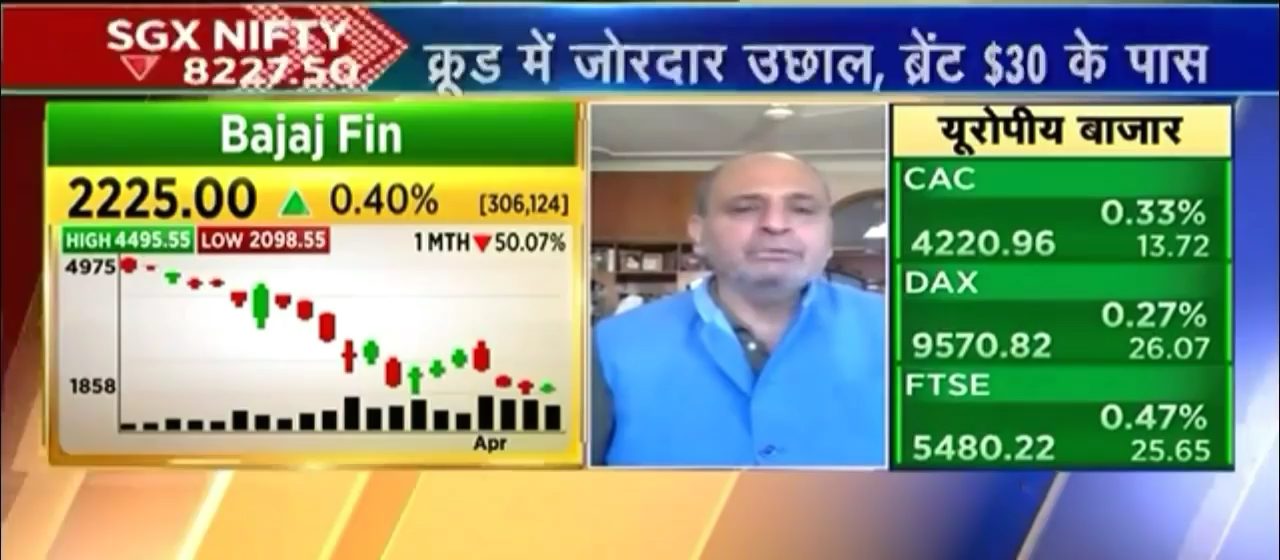 SGX NIFTY
8227.50
क्रूड में जोरदार उछाल, ब्रेंट $30 के पास
Bajaj Fin
2225.00 ▲ 0.40% [306,124]
HIGH 4495.55 LOW 2098.55 1 MTH▼50.07%
4975
1858
Apr
यूरोपीय बाजार
CAC
0.33%
4220.96 13.72
DAX
0.27%
9570.82 26.07
FTSE
0.47%
5480.22 25.65